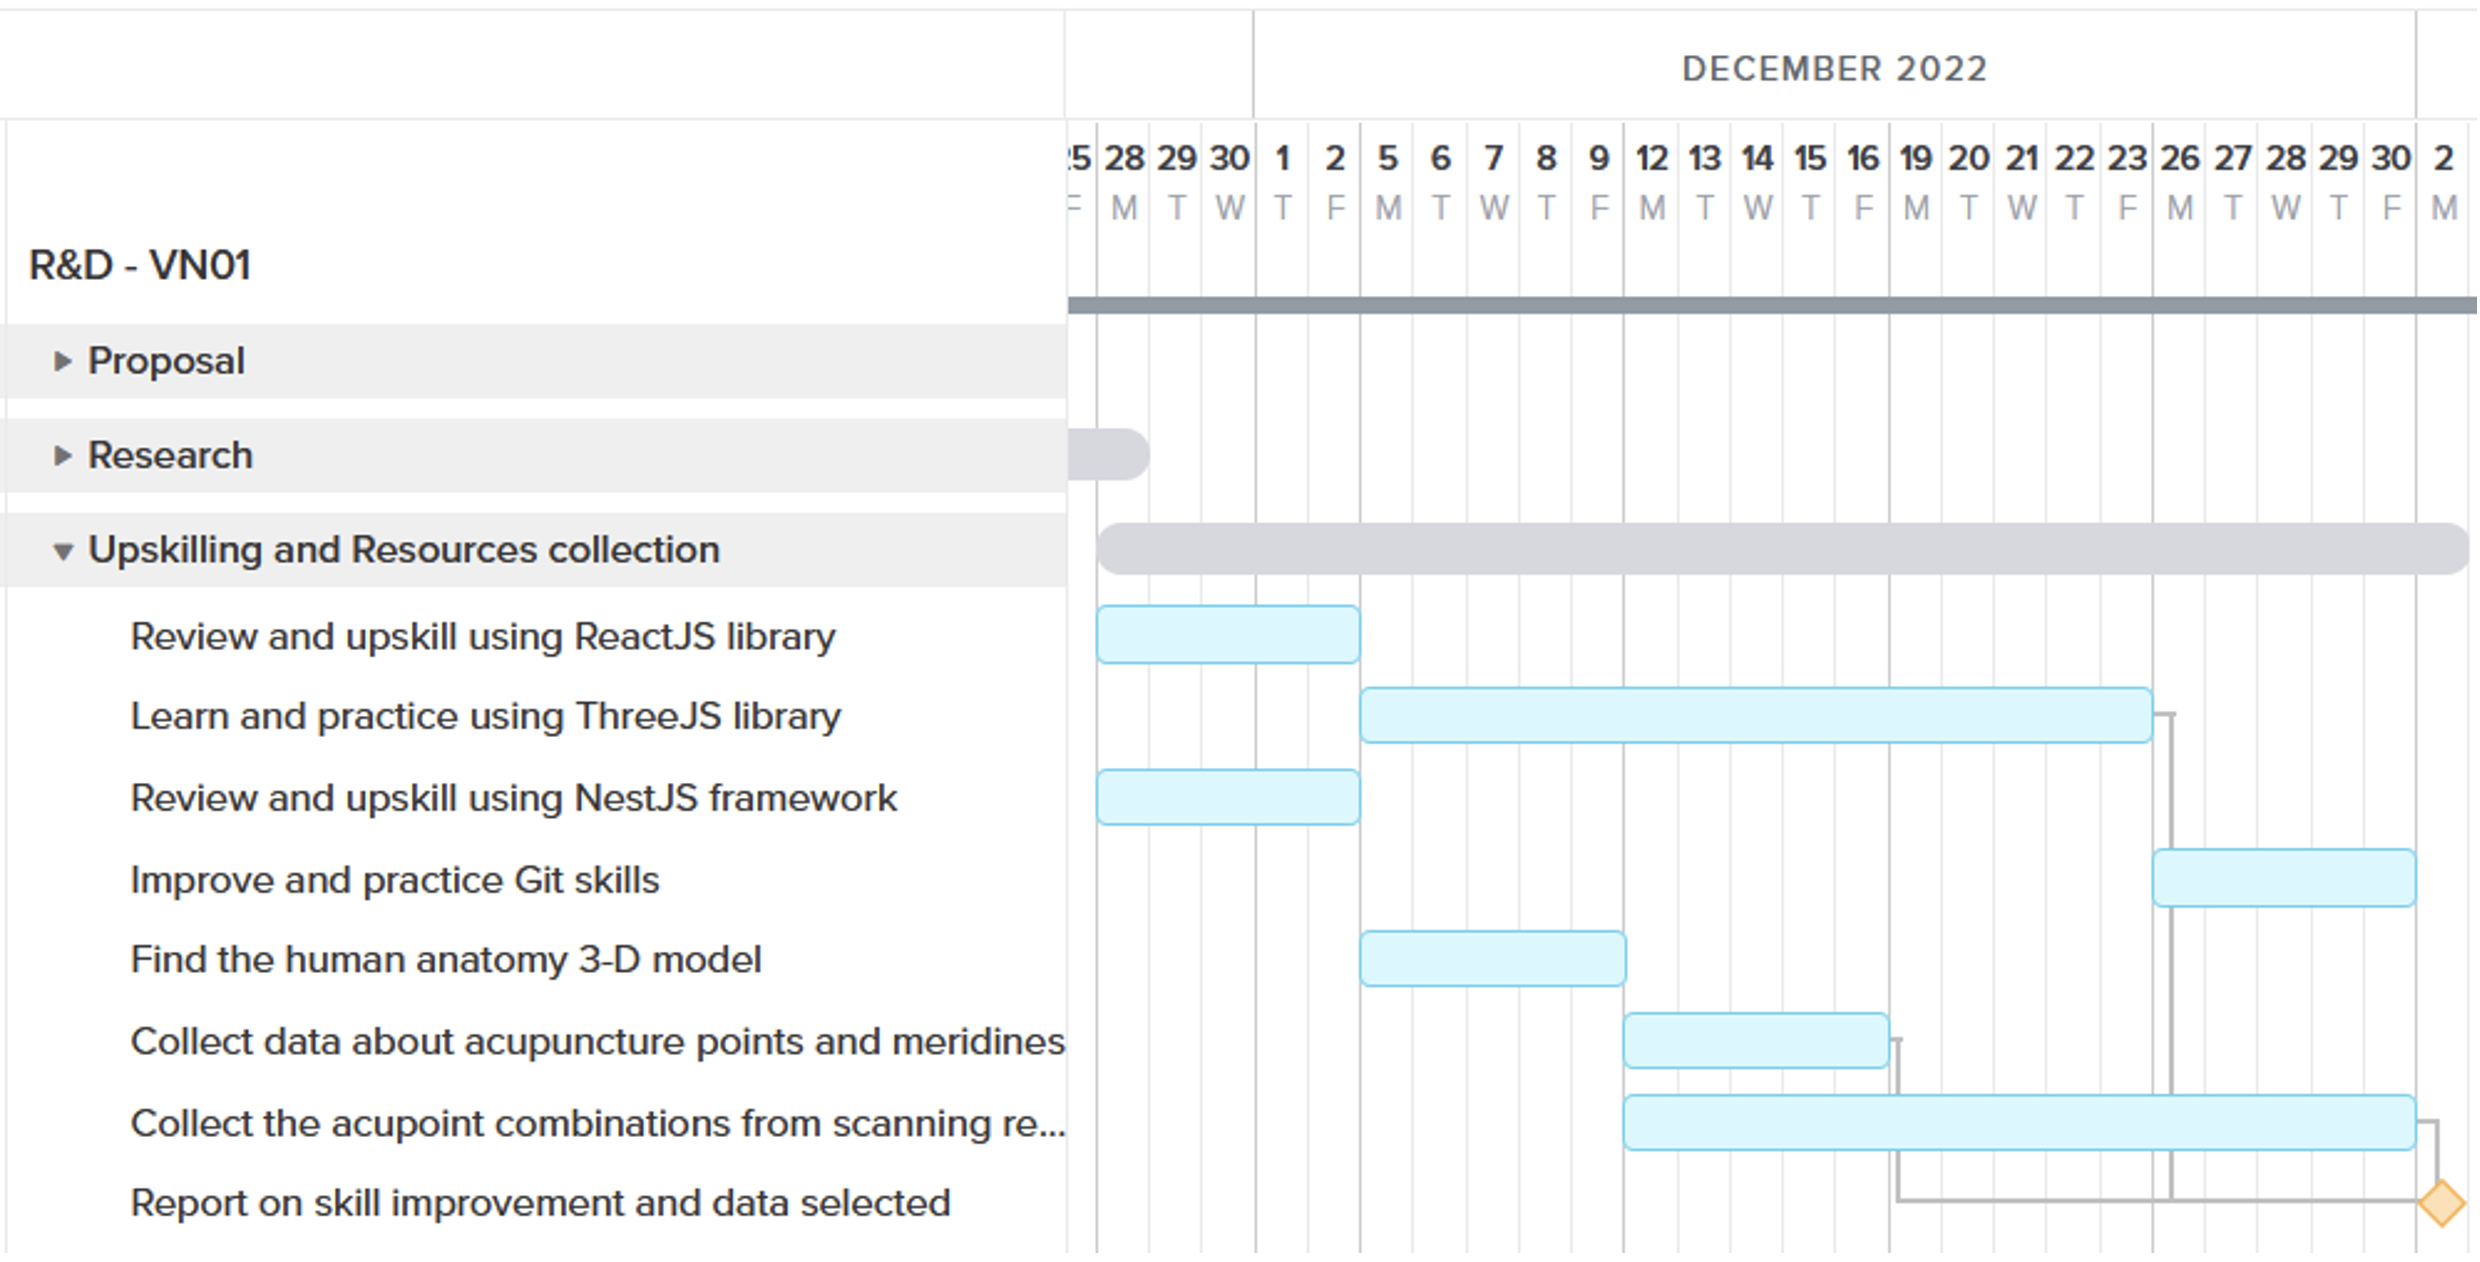 DECEMBER 2022
25 28 29 30 1 2 5 6 7 8 9 12 13 14 15 16 19 20 21 22 23 26 27 28 29 30 2
F M T W T F M T W T F M T W T F M T W T F M T W T F M
R&D - VN01
Proposal
Research
Upskilling and Resources collection
Review and upskill using ReactJS library
Learn and practice using ThreeJS library
Review and upskill using NestJS framework
Improve and practice Git skills
Find the human anatomy 3-D model
Collect data about acupuncture points and meridines
Collect the acupoint combinations from scanning re...
Report on skill improvement and data selected